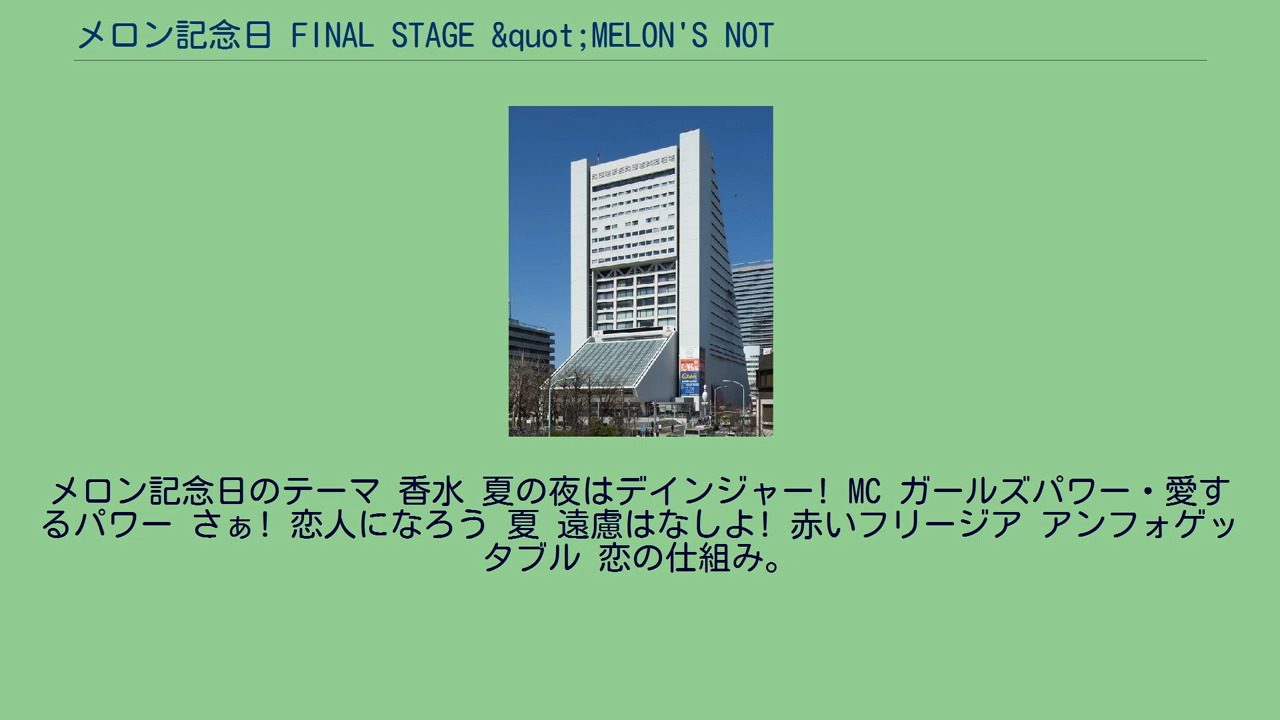 メロン記念日 FINAL STAGE &quot;MELON'S NOT
メロン記念日のテーマ 香水 夏の夜はデインジャー! MC ガールズパワー・愛す
るパワー さぁ! 恋人になろう 夏 遠慮はなしよ! 赤いフリージア アンフォゲッ
タブル 恋の仕組み。